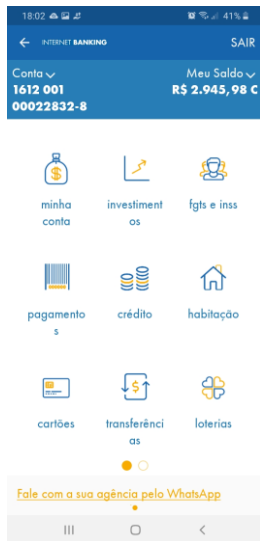 18:02 41%
INTERNET BANKING SAIR
Conta Meu Saldo
1612 001 R$ 2.945,98 C
00022832-8
minha investiment fgts e inss
conta os
pagamento crédito habitação
s
cartões transferênci loterias
as
Fale com a sua agência pelo WhatsApp